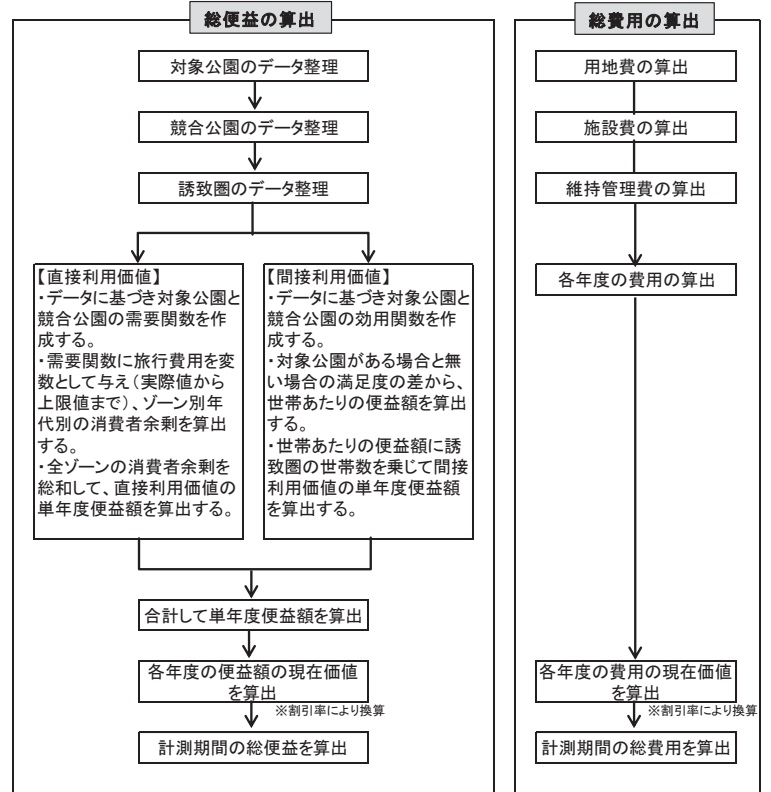 総便益の算出
対象公園のデータ整理
競合公園のデータ整理
誘致圏のデータ整理
【直接利用価値】
・データに基づき対象公園と
競合公園の需要関数を作
成する。
・需要関数に旅行費用を変
数として与え（実際値から
上限値まで）、ゾーン別年
代別の消費者余剰を算出
する。
・全ゾーンの消費者余剰を
総和して、直接利用価値の
単年度便益額を算出する。
【間接利用価値】
・データに基づき対象公園と
競合公園の効用関数を作
成する。
・対象公園がある場合と無
い場合の満足度の差から、
世帯あたりの便益額を算出
する。
・世帯あたりの便益額に誘
致圏の世帯数を乗じて間接
利用価値の単年度便益額
を算出する。
合計して単年度便益額を算出
各年度の便益額の現在価値
を算出
※割引率により換算
計測期間の総便益を算出
総費用の算出
用地費の算出
施設費の算出
維持管理費の算出
各年度の費用の算出
各年度の費用の現在価値
を算出
※割引率により換算
計測期間の総費用を算出